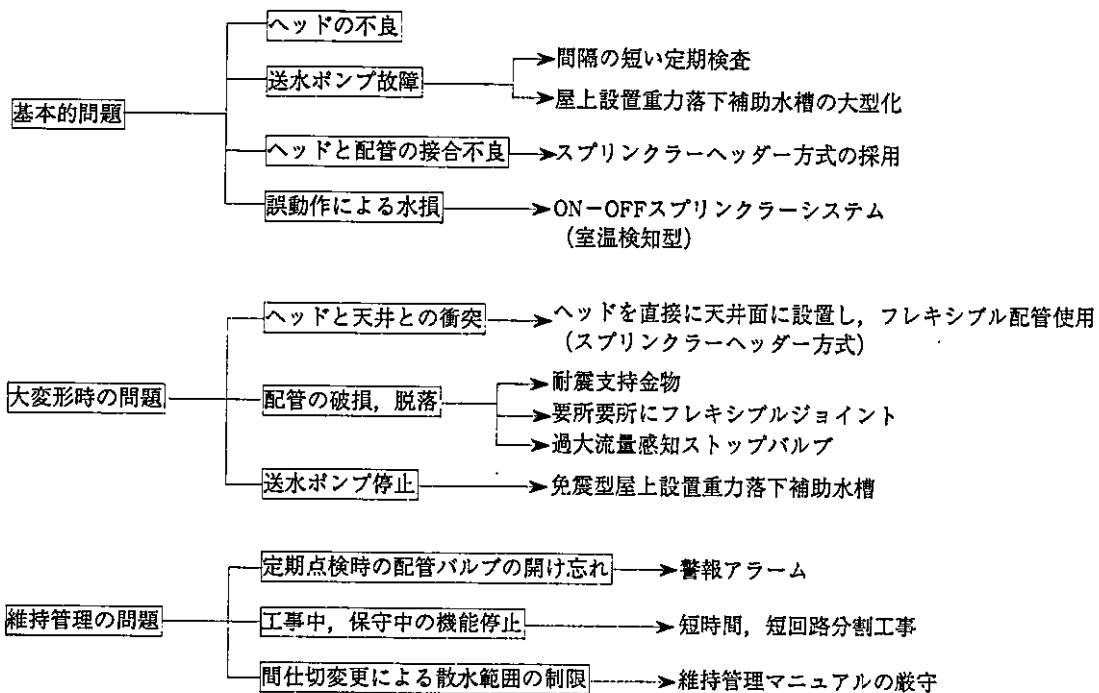 ヘッドの不良
送水ポンプ故障
間隔の短い定期検査
屋上設置重力落下補助水槽の大型化
基本的問題
ヘッドと配管の接合不良
スプリンクラーヘッダー方式の採用
誤動作による水損
ON-OFFスプリンクラーシステム
(室温検知型)
ヘッドと天井との衝突
ヘッドを直接に天井面に設置し,フレキシブル配管使用
(スプリンクラーヘッダー方式)
大変形時の問題
配管の破損,脱落
耐震支持金物
要所要所にフレキシブルジョイント
過大流量感知ストップバルブ
送水ポンプ停止
免震型屋上設置重力落下補助水槽
定期点検時の配管バルブの開け忘れ
警報アラーム
維持管理の問題
工事中,保守中の機能停止
短時間,短回路分割工事
間仕切変更による散水範囲の制限
維持管理マニュアルの厳守